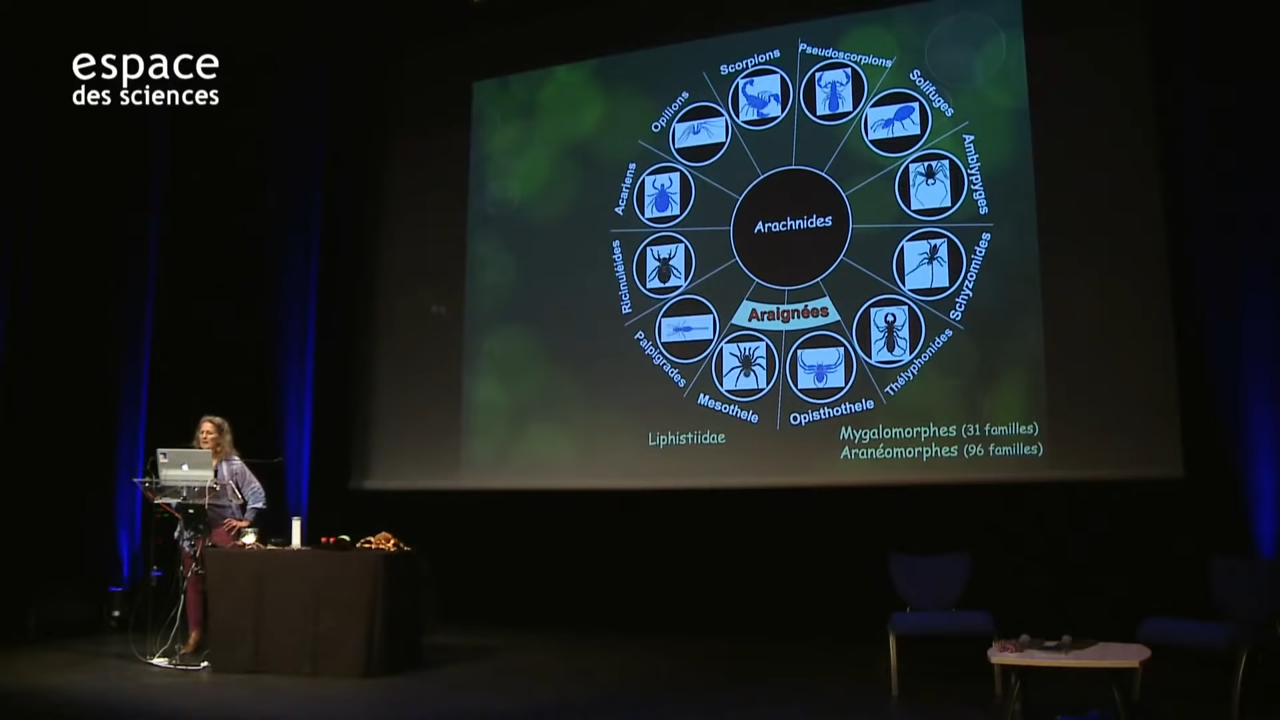 espace
des sciences
Scorpions
Pseudoscorpions
Solifuges
Amblypyges
Schyzomides
Thélyphonides
Opisthothele
Mesothele
Palpigrades
Ricinuléides
Acariens
Opilions
Arachnides
Araignées
Liphistiidae
Mygalomorphes (31 familles)
Aranéomorphes (96 familles)